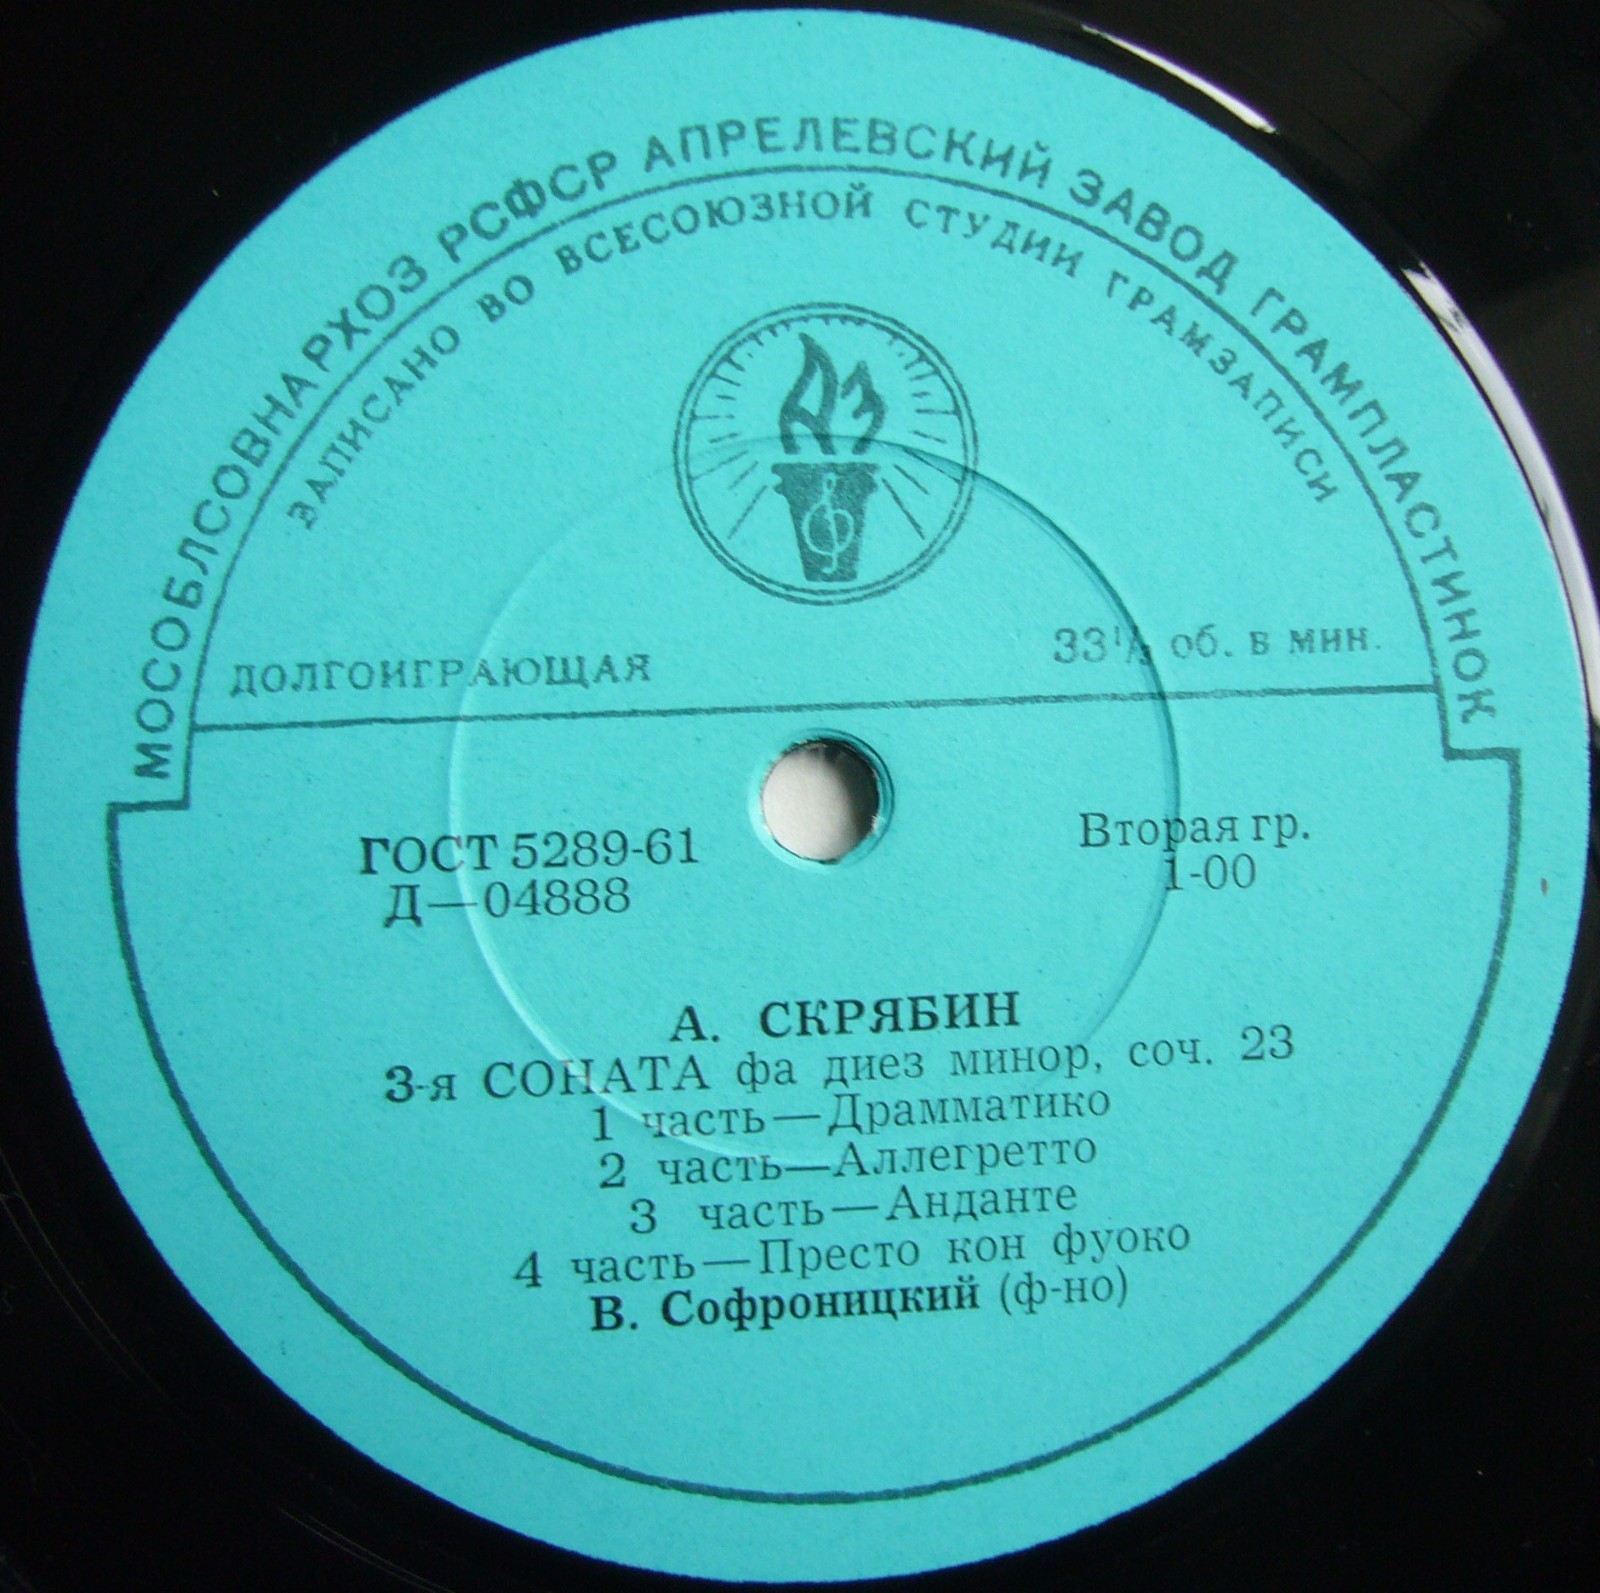 МОСОБЛСОВНАРХОЗ РСФСР АПРЕЛЕВСКИЙ ЗАВОД ГРАМПЛАСТИНОК
ЗАПИСАНО ВО ВСЕСОЮЗНОЙ СТУДИИ ГРАМЗАПИСИ
АЗ
ДОЛГОИГРАЮЩАЯ
33⅓ об. в мин.
ГОСТ 5289-61
Д—04888
Вторая гр.
1-00
А. СКРЯБИН
3-я СОНАТА фа диез минор, соч. 23
1 часть—Драмматико
2 часть—Аллегретто
3 часть—Анданте
4 часть—Престо кон фуоко
В. Софроницкий (ф-но)